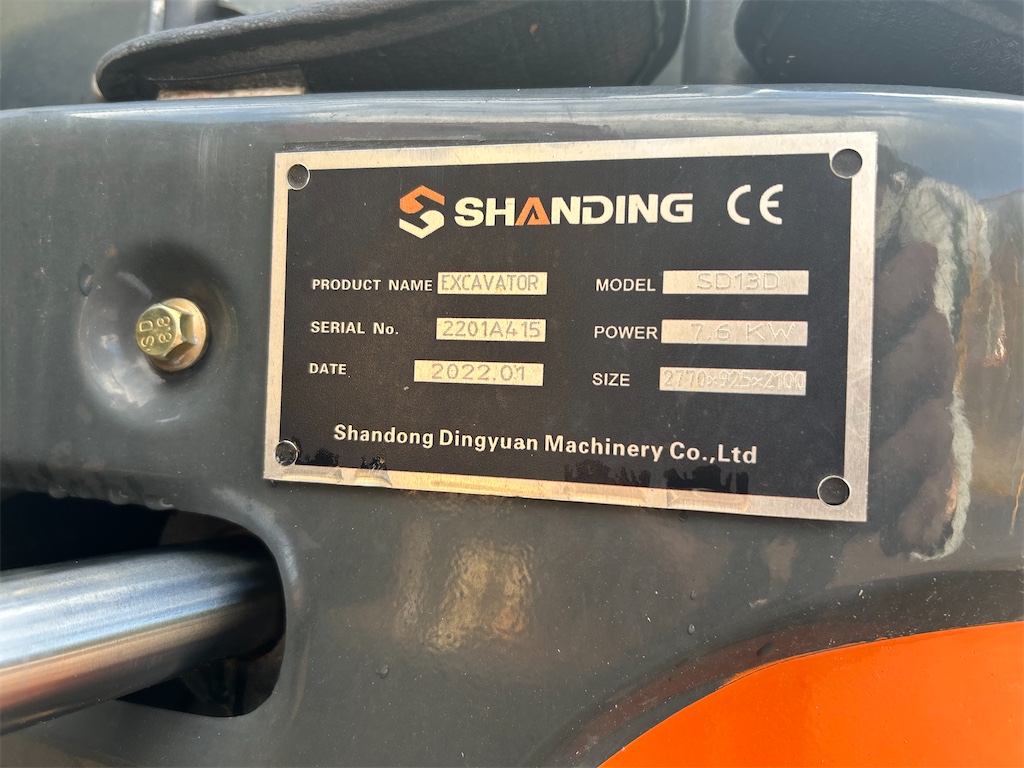 SHANDING CE
PRODUCT NAME EXCAVATOR MODEL SD13D
SERIAL No. 2201A415 POWER 7.6 KW
DATE 2022.01 SIZE 2770×925×2100
Shandong Dingyuan Machinery Co.,Ltd
SD
8.8